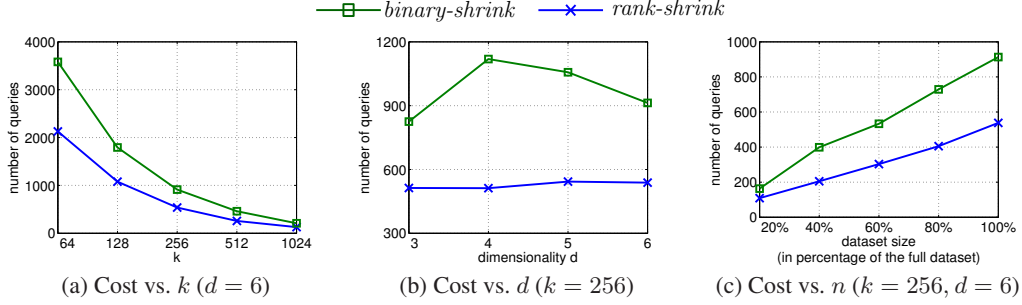 binary-shrink rank-shrink
number of queries
4000
3000
2000
1000
0
64 128 256 512 1024
k
(a) Cost vs. k (d = 6)
number of queries
1200
900
600
300
3 4 5 6
dimensionality d
(b) Cost vs. d (k = 256)
number of queries
1000
800
600
400
200
0
20% 40% 60% 80% 100%
dataset size
(in percentage of the full dataset)
(c) Cost vs. n (k = 256, d = 6)